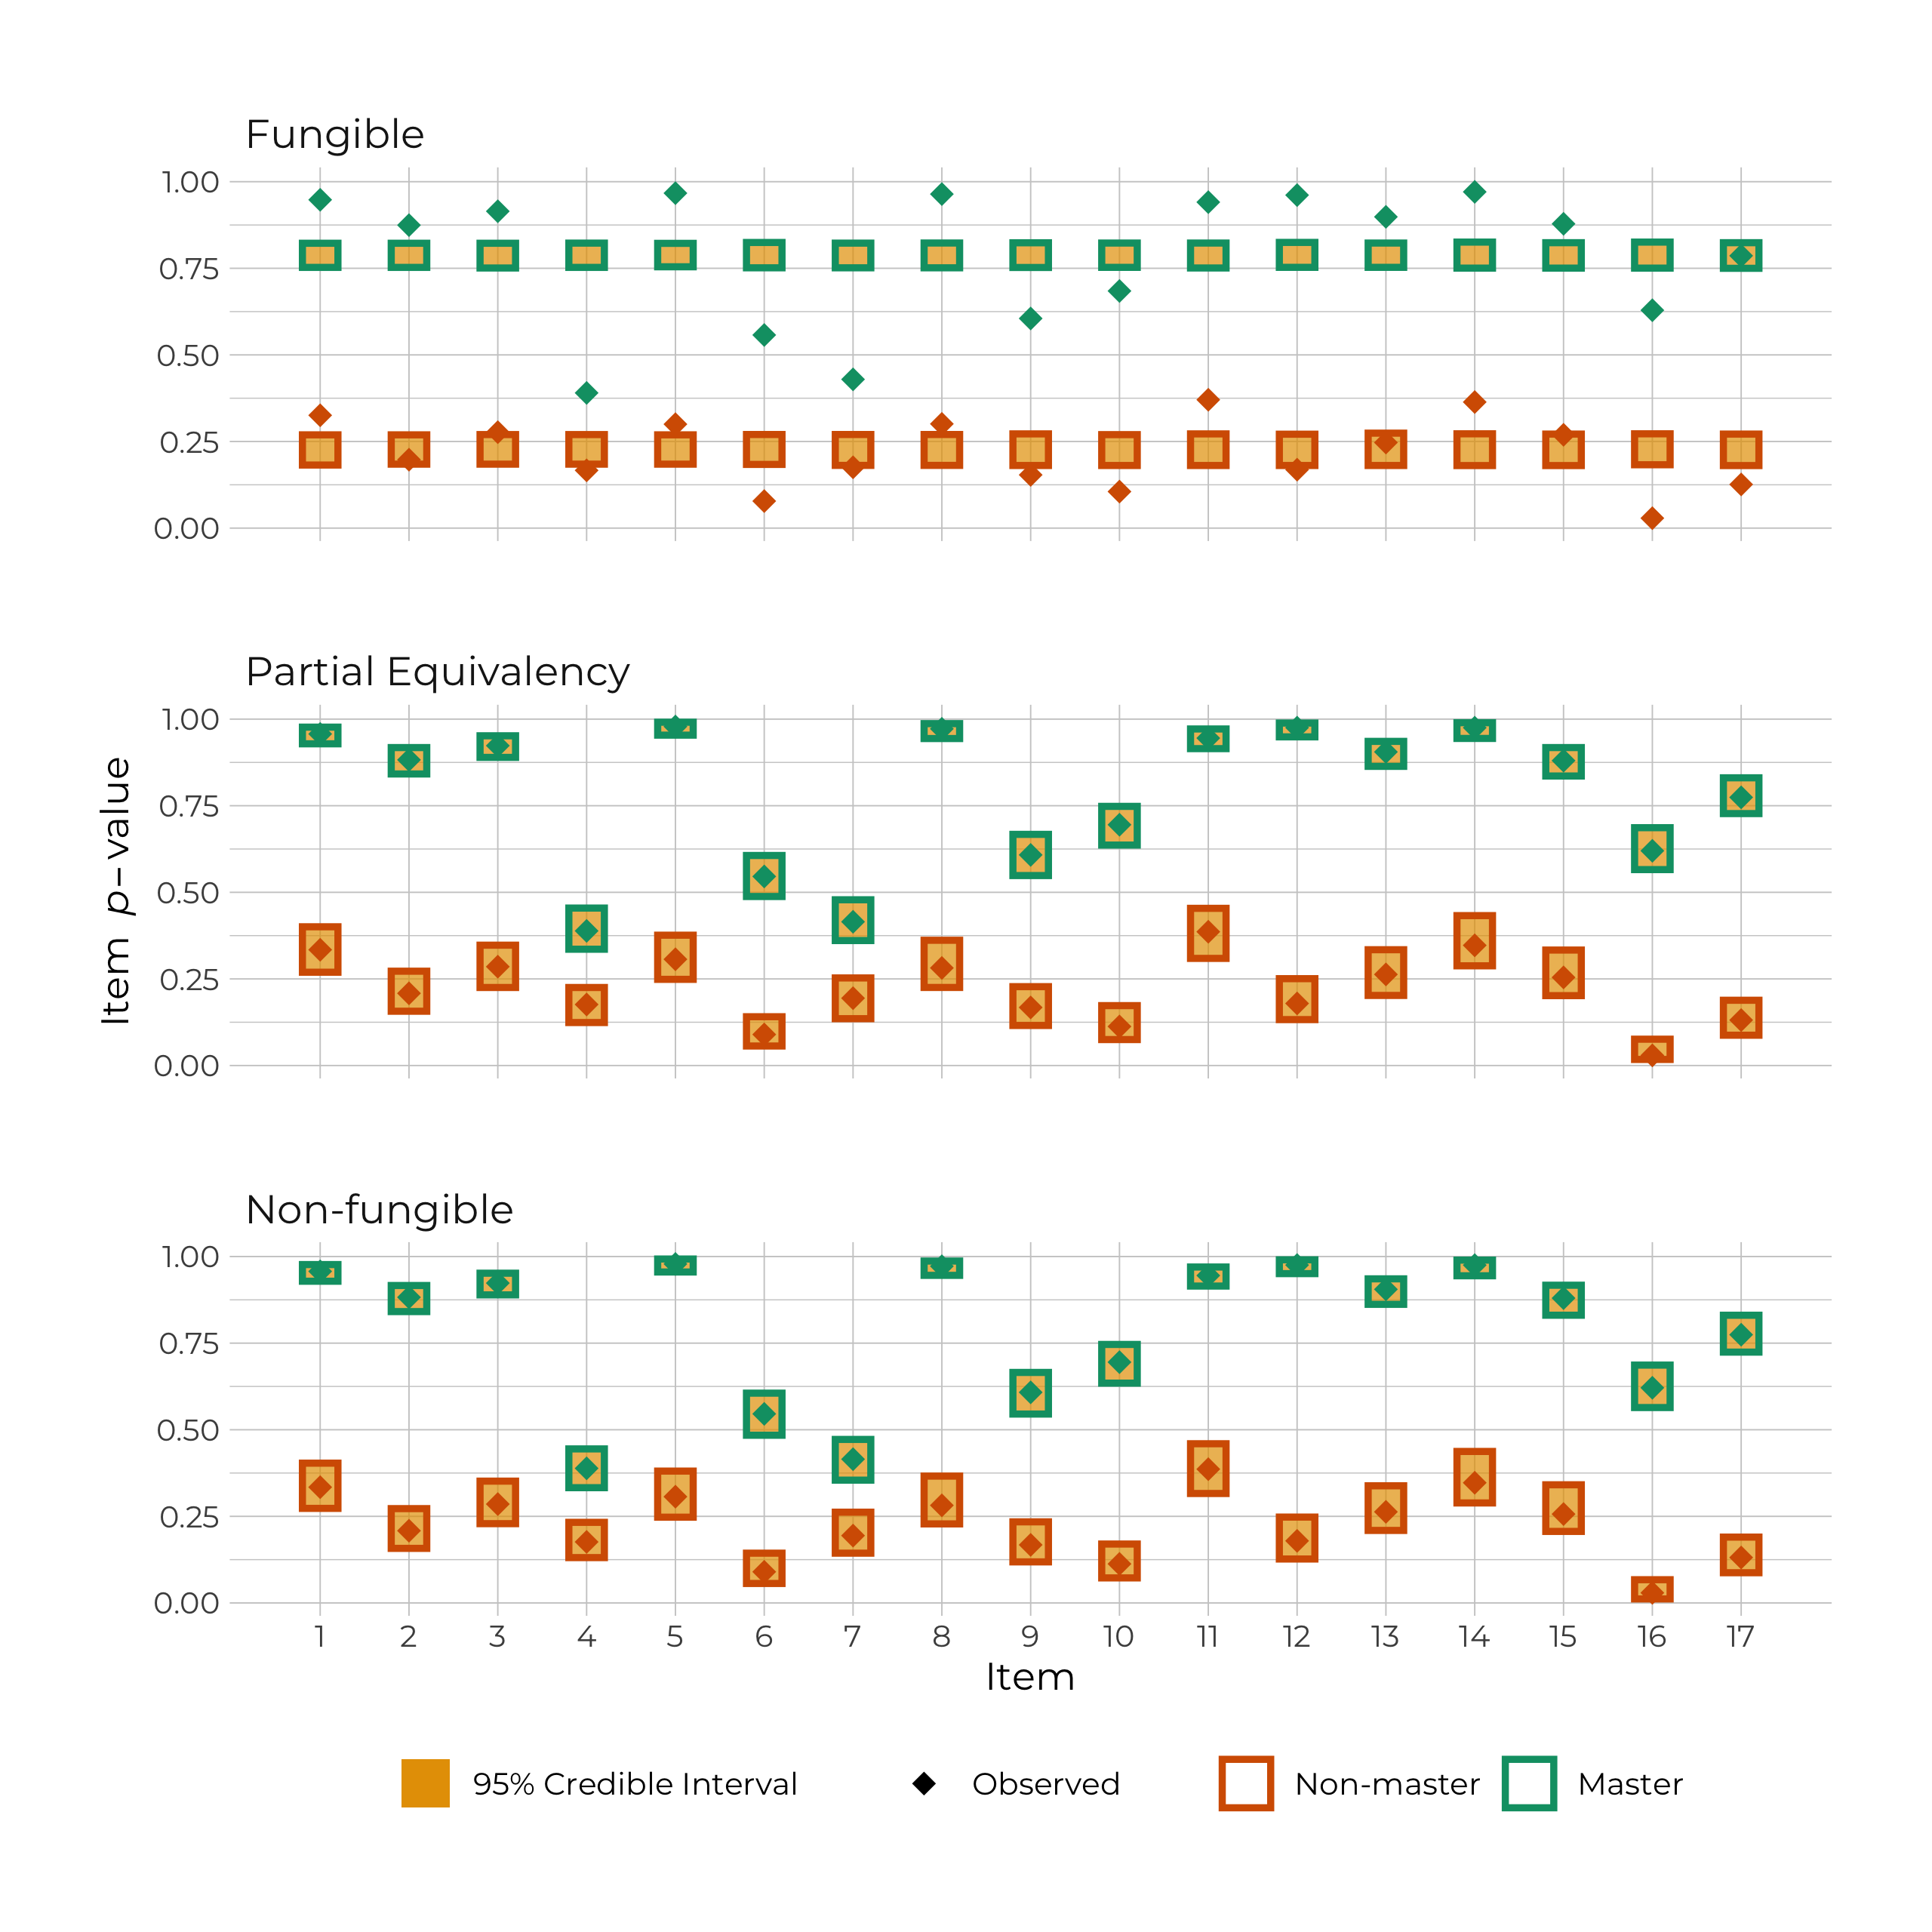 Fungible
1.00
0.75
0.50
0.25
0.00
Partial Equivalency
1.00
0.75
0.50
0.25
0.00
Item p- value
Non-fungible
1.00
0.75
0.50
0.25
0.00
1 2 3 4 5 6 7 8 9 10 11 12 13 14 15 16 17
Item
95% Credible Interval Observed Non-master Master